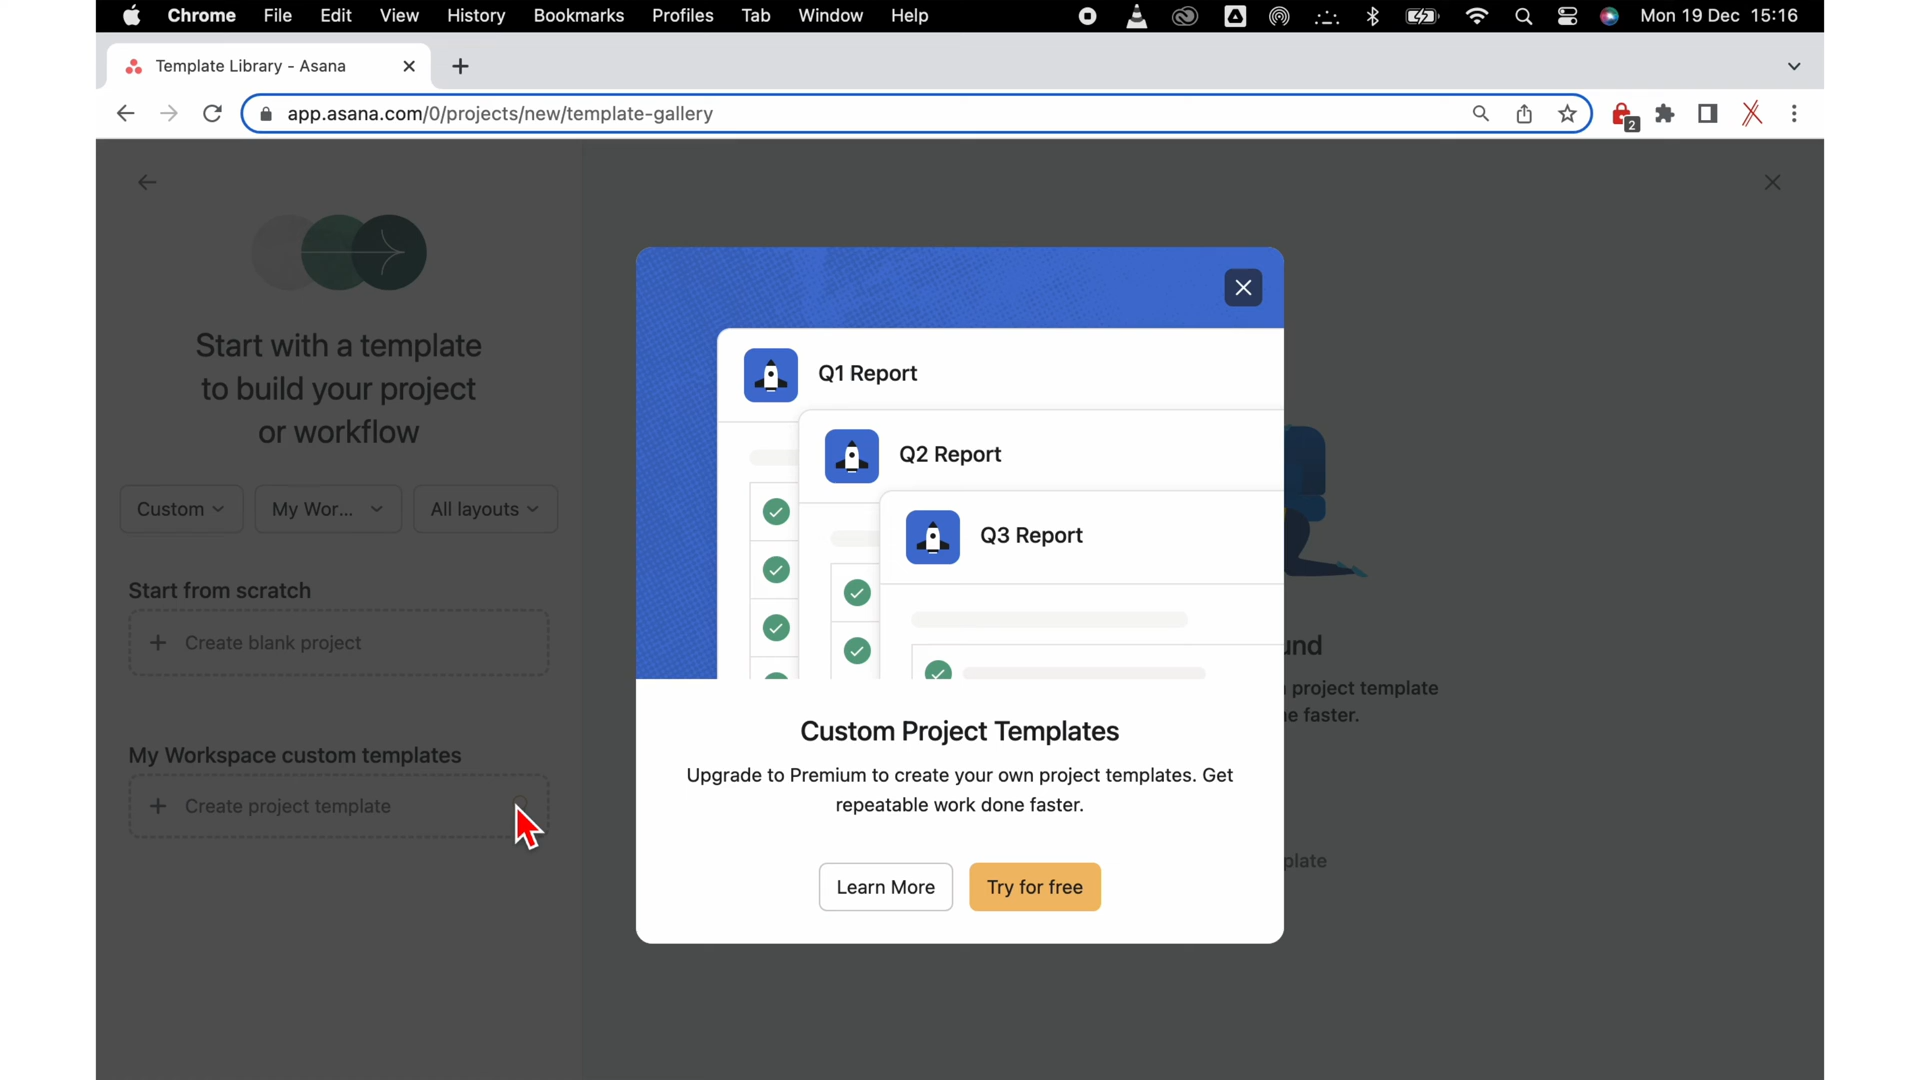 Chrome File Edit View History Bookmarks Profiles Tab Window Help Mon 19 Dec 15:16
Template Library - Asana
app.asana.com/0/projects/new/template-gallery
2
Start with a template
to build your project
or workflow
Custom My Wor... All layouts
Start from scratch
+ Create blank project
My Workspace custom templates
+ Create project template
Q1 Report
Q2 Report
Q3 Report
Custom Project Templates
Upgrade to Premium to create your own project templates. Get
repeatable work done faster.
Learn More Try for free
und
project template
e faster.
plate